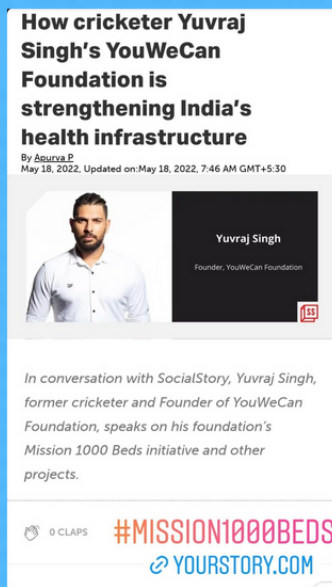 How cricketer Yuvraj
Singh's YouWeCan
Foundation is
strengthening India's
health infrastructure
By Apurva P
May 18, 2022, Updated on:May 18, 2022, 7:46 AM GMT+5:30
Yuvraj Singh
Founder, YouWeCan Foundation
SS
In conversation with SocialStory, Yuvraj Singh,
former cricketer and Founder of YouWeCan
Foundation, speaks on his foundation's
Mission 1000 Beds initiative and other
projects.
0 CLAPS
#MISSION1000BEDS
YOURSTORY.COM